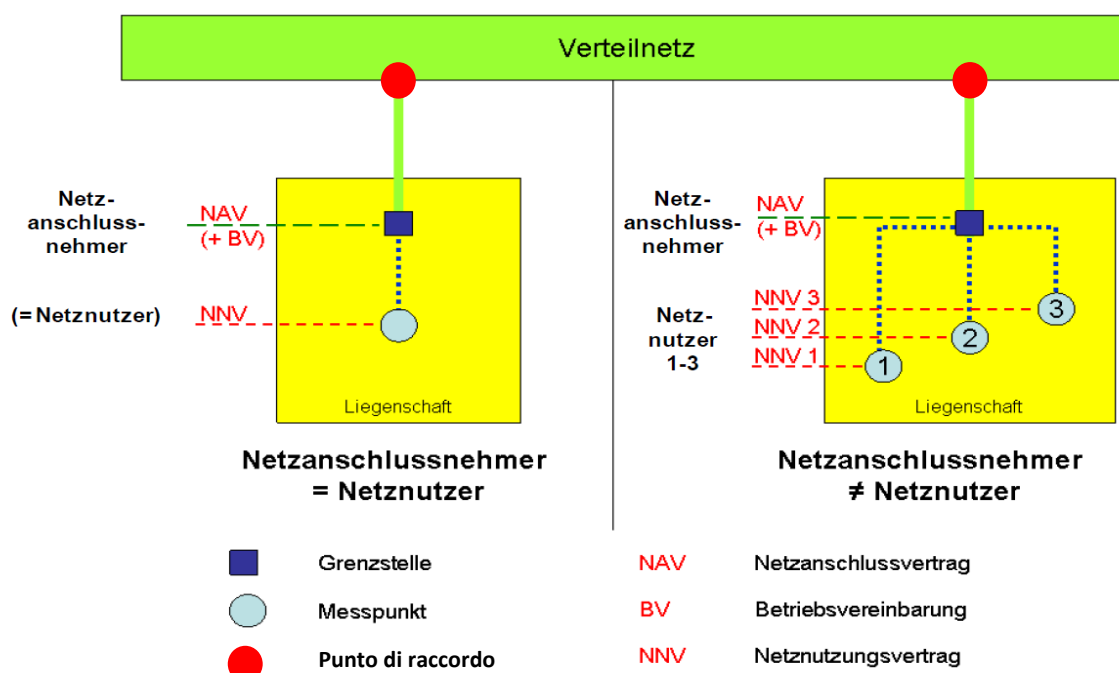 Verteilnetz
Netz-
anschluss-
nehmer
NAV
(+ BV)
(= Netznutzer)
NNV
Liegenschaft
Netzanschlussnehmer
= Netznutzer
Netz-
anschluss-
nehmer
NAV
(+ BV)
Netz-
nutzer
1-3
NNV 3
NNV 2
NNV 1
3
2
1
Liegenschaft
Netzanschlussnehmer
≠ Netznutzer
Grenzstelle
NAV Netzanschlussvertrag
Messpunkt
BV Betriebsvereinbarung
Punto di raccordo
NNV Netznutzungsvertrag